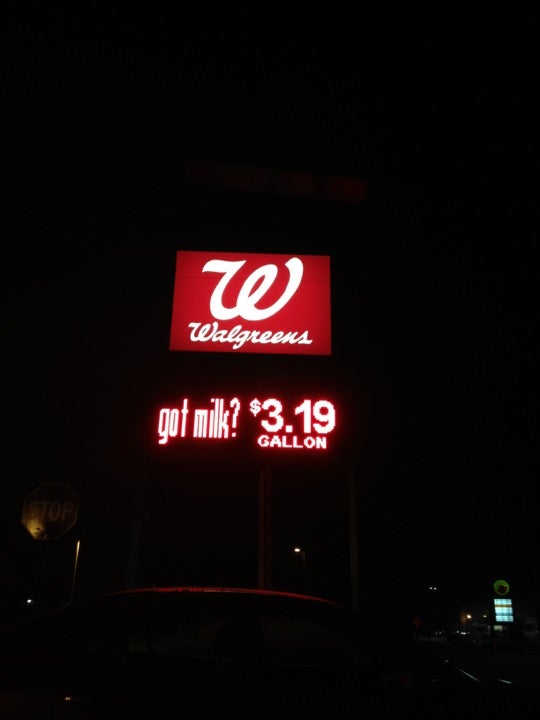 W
Walgreens
got milk? $3.19
GALLON
STOP